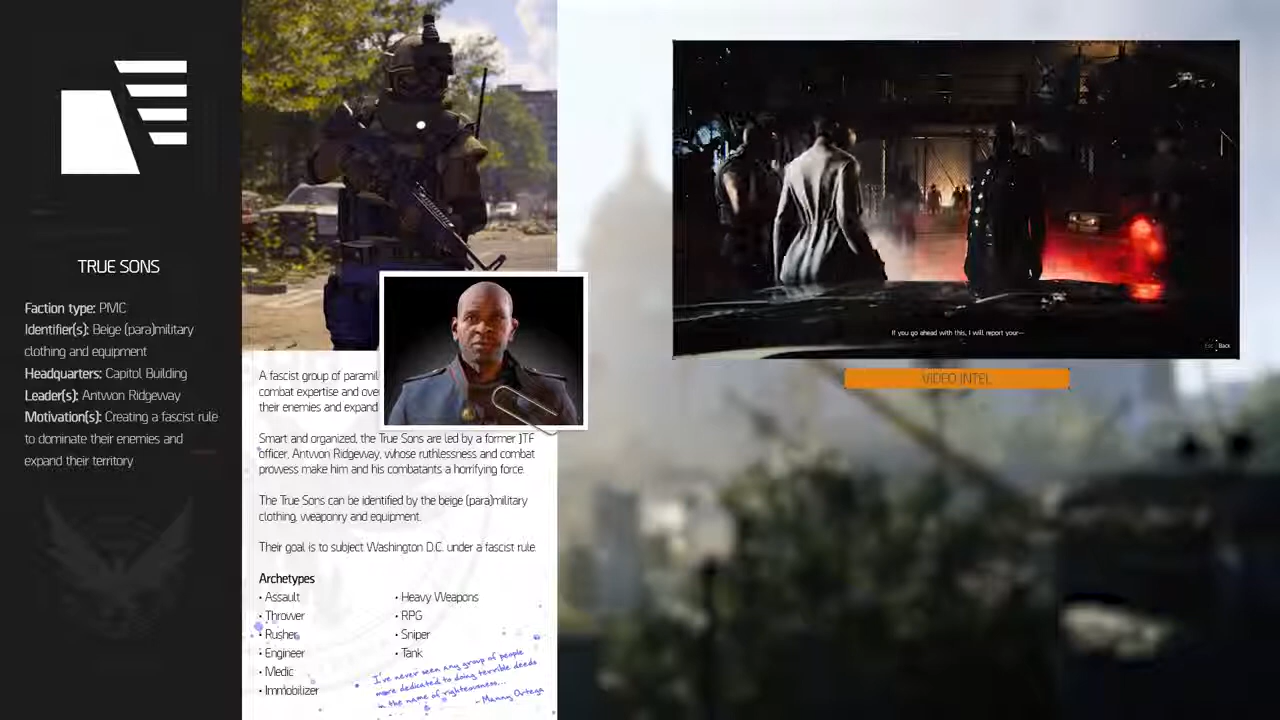 TRUE SONS
Faction type: PMC
Identifier(s): Beige (para)military
clothing and equipment
Headquarters: Capitol Building
Leader(s): Antwon Ridgeway
Motivation(s): Creating a fascist rule
to dominate their enemies and
expand their territory
A fascist group of paramil
combat expertise and ove
their enemies and expand
Smart and organized, the True Sons are led by a former JTF
officer, Antwon Ridgeway, whose ruthlessness and combat
prowess make him and his combatants a horrifying force.
The True Sons can be identified by the beige (para)military
clothing, weaponry and equipment.
Their goal is to subject Washington D.C. under a fascist rule.
Archetypes
• Assault
• Thrower
• Rusher
• Engineer
• Medic
• Immobilizer
• Heavy Weapons
• RPG
• Sniper
• Tank
I've never seen any group of people
more dedicated to doing terrible deeds
in the name of righteousness...
- Manny Ortega
If you go ahead with this, I will report your—
Esc Back
VIDEO INTEL